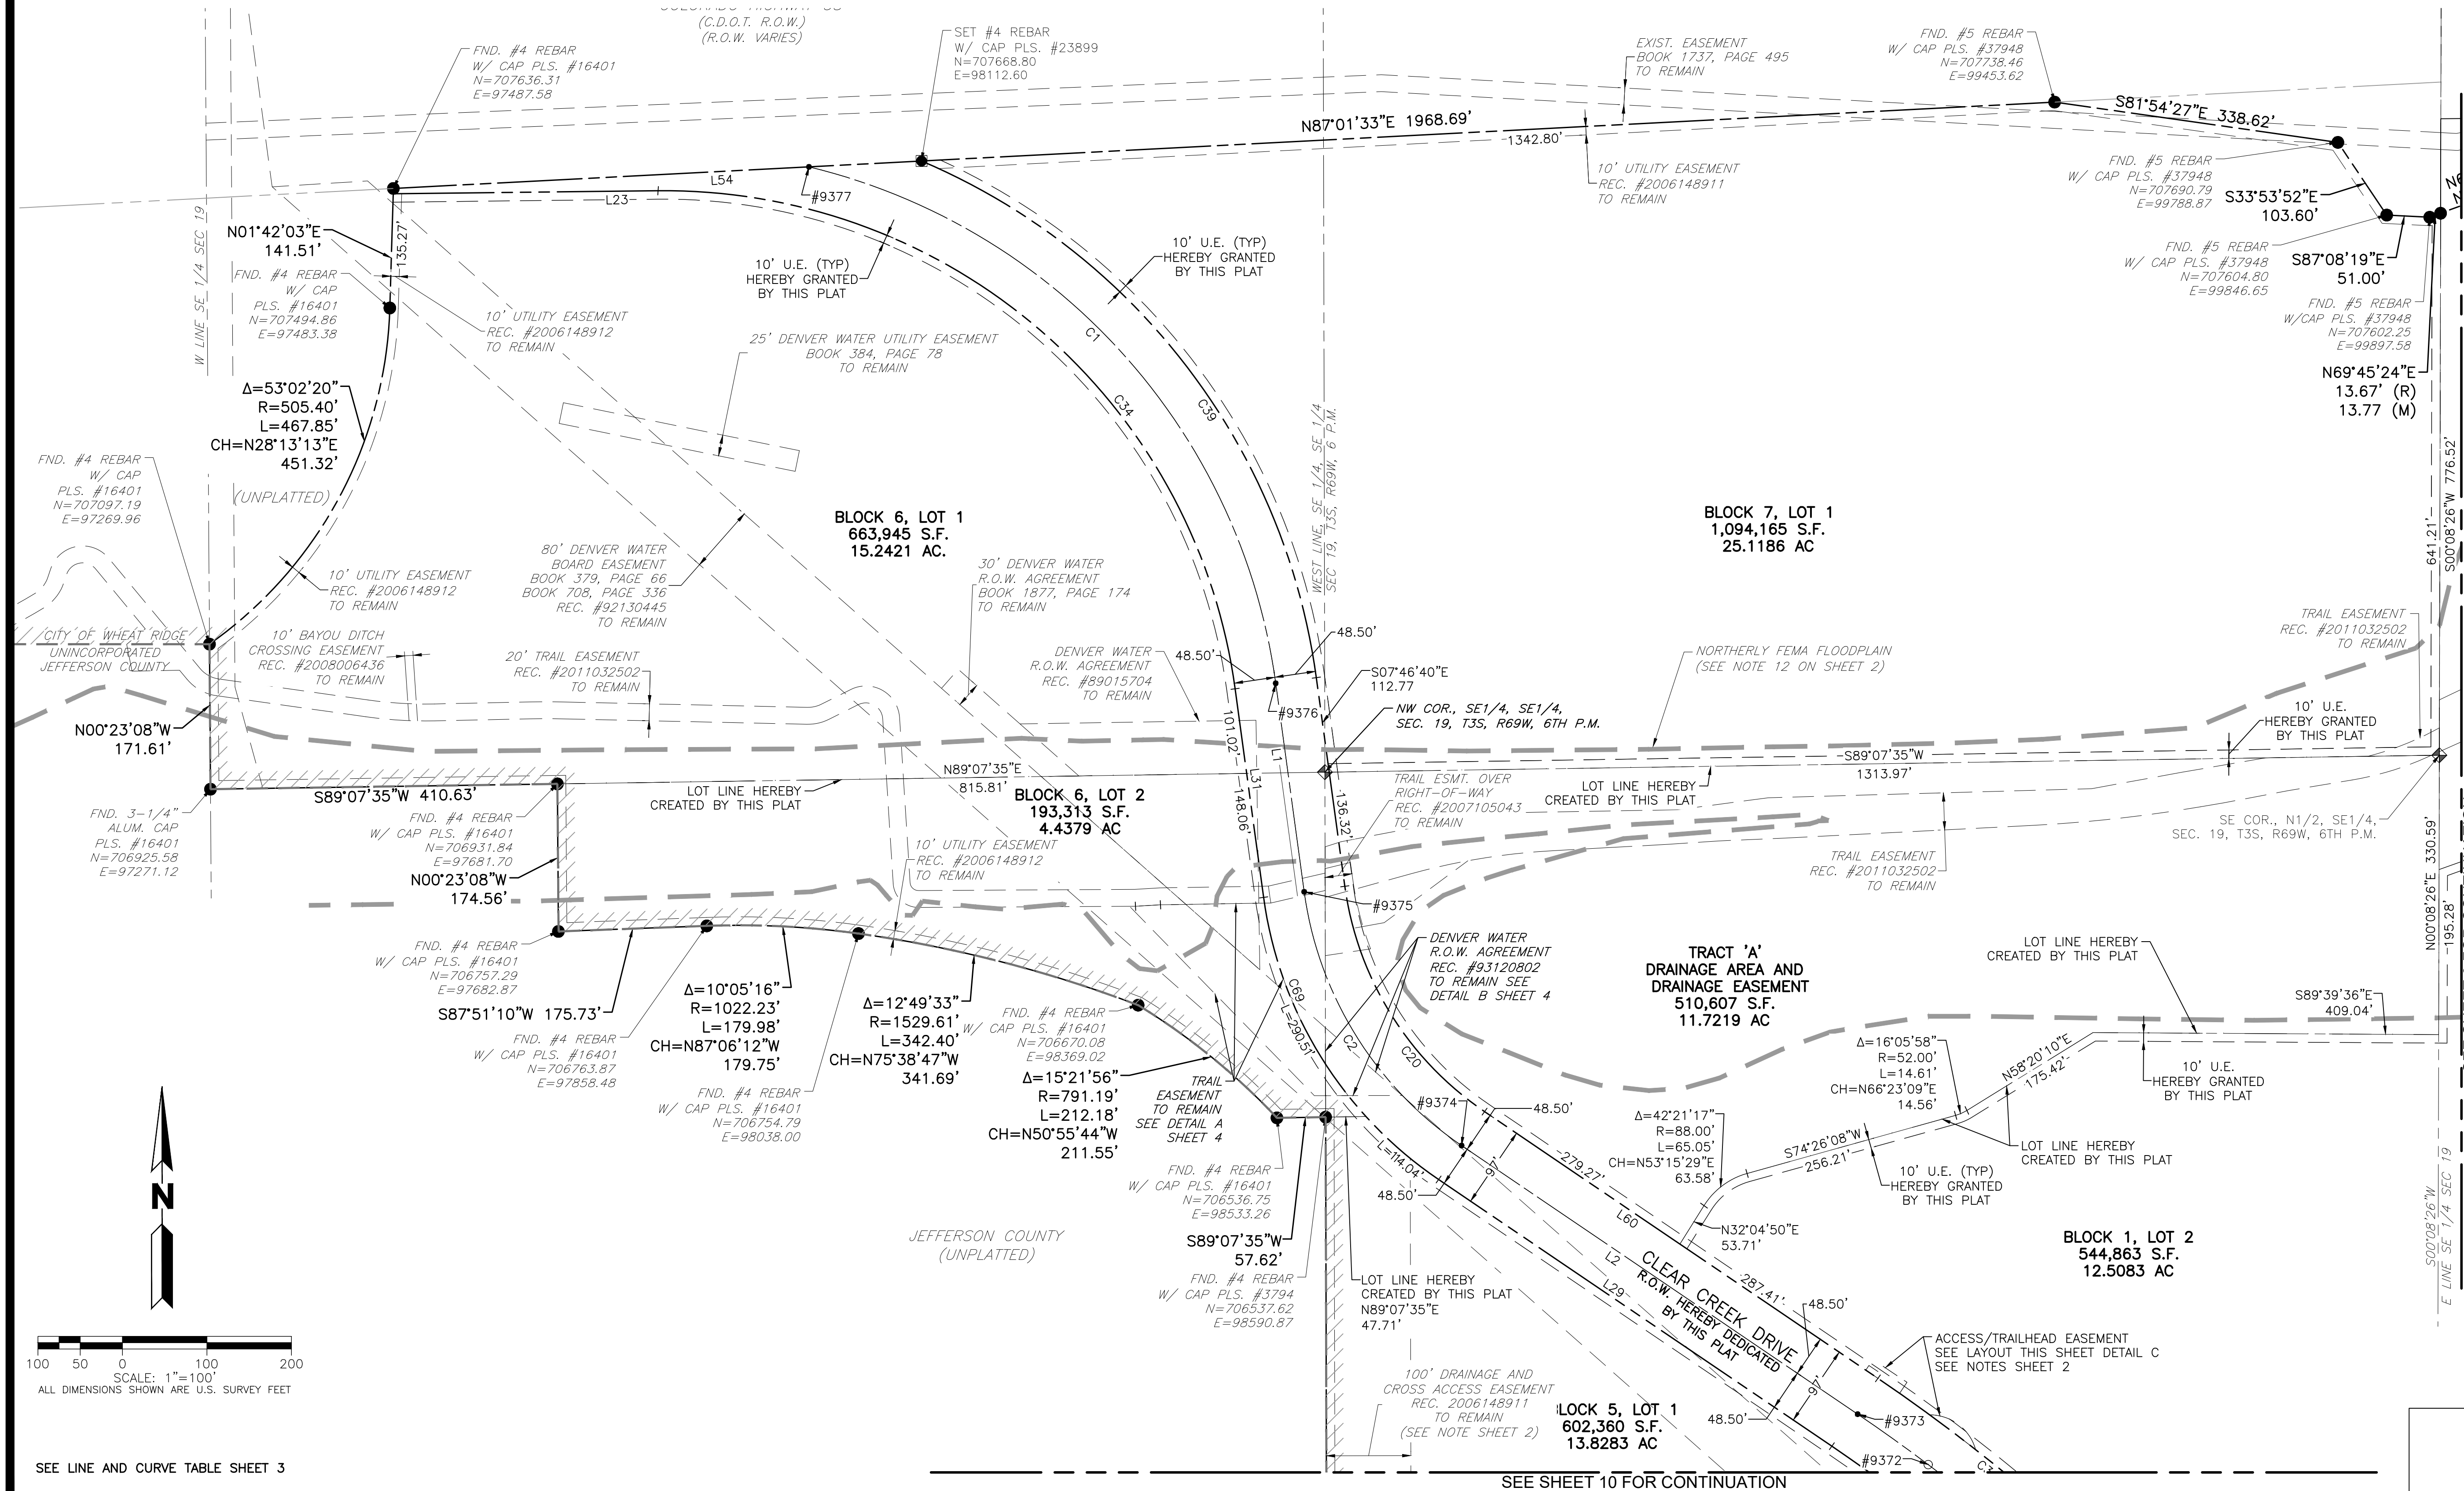 (C.D.O.T. R.O.W.)
(R.O.W. VARIES)
FND. #4 REBAR
W/ CAP PLS. #16401
N=707636.31
E=97487.58
SET #4 REBAR
W/ CAP PLS. #23899
N=707668.80
E=98112.60
EXIST. EASEMENT
BOOK 1737, PAGE 495
TO REMAIN
FND. #5 REBAR
W/ CAP PLS. #37948
N=707738.46
E=99453.62
N87°01'33"E 1968.69'
1342.80'
S81°54'27"E 338.62'
10' UTILITY EASEMENT
REC. #2006148911
TO REMAIN
FND. #5 REBAR
W/ CAP PLS. #37948
N=707690.79
E=99788.87
S33°53'52"E
103.60'
FND. #5 REBAR
W/ CAP PLS. #37948
N=707604.80
E=99846.65
S87°08'19"E
51.00'
FND. #5 REBAR
W/CAP PLS. #37948
N=707602.25
E=99897.58
N69°45'24"E
13.67' (R)
13.77 (M)
L54
L23
#9377
W LINE SE 1/4 SEC 19
N01°42'03"E
141.51'
135.27'
FND. #4 REBAR
W/ CAP
PLS. #16401
N=707494.86
E=97483.38
10' UTILITY EASEMENT
REC. #2006148912
TO REMAIN
10' U.E. (TYP)
HEREBY GRANTED
BY THIS PLAT
10' U.E. (TYP)
HEREBY GRANTED
BY THIS PLAT
C1
C34
C39
25' DENVER WATER UTILITY EASEMENT
BOOK 384, PAGE 78
TO REMAIN
Δ=53°02'20"
R=505.40'
L=467.85'
CH=N28°13'13"E
451.32'
FND. #4 REBAR
W/ CAP
PLS. #16401
N=707097.19
E=97269.96
(UNPLATTED)
BLOCK 6, LOT 1
663,945 S.F.
15.2421 AC.
BLOCK 7, LOT 1
1,094,165 S.F.
25.1186 AC
WEST LINE, SE 1/4, SE 1/4
SEC 19, T3S, R69W, 6 P.M.
641.21'
S00°08'26"W 776.52'
10' UTILITY EASEMENT
REC. #2006148912
TO REMAIN
80' DENVER WATER
BOARD EASEMENT
BOOK 379, PAGE 66
BOOK 708, PAGE 336
REC. #92130445
TO REMAIN
30' DENVER WATER
R.O.W. AGREEMENT
BOOK 1877, PAGE 174
TO REMAIN
CITY OF WHEAT RIDGE
UNINCORPORATED
JEFFERSON COUNTY
10' BAYOU DITCH
CROSSING EASEMENT
REC. #2008006436
TO REMAIN
20' TRAIL EASEMENT
REC. #2011032502
TO REMAIN
DENVER WATER
R.O.W. AGREEMENT
REC. #89015704
TO REMAIN
48.50'
48.50'
S07°46'40"E
112.77
NORTHERLY FEMA FLOODPLAIN
(SEE NOTE 12 ON SHEET 2)
TRAIL EASEMENT
REC. #2011032502
TO REMAIN
#9376
NW COR., SE1/4, SE1/4,
SEC. 19, T3S, R69W, 6TH P.M.
10' U.E.
HEREBY GRANTED
BY THIS PLAT
N00°23'08"W
171.61'
101.02'
L1
L31
148.06'
136.32'
S89°07'35"W
1313.97'
N89°07'35"E
815.81'
S89°07'35"W 410.63'
LOT LINE HEREBY
CREATED BY THIS PLAT
BLOCK 6, LOT 2
193,313 S.F.
4.4379 AC
TRAIL ESMT. OVER
RIGHT-OF-WAY
REC. #2007105043
TO REMAIN
LOT LINE HEREBY
CREATED BY THIS PLAT
SE COR., N1/2, SE1/4,
SEC. 19, T3S, R69W, 6TH P.M.
FND. 3-1/4"
ALUM. CAP
PLS. #16401
N=706925.58
E=97271.12
FND. #4 REBAR
W/ CAP PLS. #16401
N=706931.84
E=97681.70
N00°23'08"W
174.56'
10' UTILITY EASEMENT
REC. #2006148912
TO REMAIN
TRAIL EASEMENT
REC. #2011032502
TO REMAIN
N00°08'26"E 330.59'
195.28'
#9375
FND. #4 REBAR
W/ CAP PLS. #16401
N=706757.29
E=97682.87
S87°51'10"W 175.73'
FND. #4 REBAR
W/ CAP PLS. #16401
N=706763.87
E=97858.48
Δ=10°05'16"
R=1022.23'
L=179.98'
CH=N87°06'12"W
179.75'
FND. #4 REBAR
W/ CAP PLS. #16401
N=706754.79
E=98038.00
Δ=12°49'33"
R=1529.61'
L=342.40'
CH=N75°38'47"W
341.69'
FND. #4 REBAR
W/ CAP PLS. #16401
N=706670.08
E=98369.02
Δ=15°21'56"
R=791.19'
L=212.18'
CH=N50°55'44"W
211.55'
TRAIL
EASEMENT
TO REMAIN
SEE DETAIL A
SHEET 4
C69
L=290.51'
C2
C20
DENVER WATER
R.O.W. AGREEMENT
REC. #93120802
TO REMAIN SEE
DETAIL B SHEET 4
TRACT 'A'
DRAINAGE AREA AND
DRAINAGE EASEMENT
510,607 S.F.
11.7219 AC
LOT LINE HEREBY
CREATED BY THIS PLAT
S89°39'36"E
409.04'
Δ=16°05'58"
R=52.00'
L=14.61'
CH=N66°23'09"E
14.56'
N58°20'10"E
175.42'
10' U.E.
HEREBY GRANTED
BY THIS PLAT
#9374
48.50'
Δ=42°21'17"
R=88.00'
L=65.05'
CH=N53°15'29"E
63.58'
S74°26'08"W
256.21'
LOT LINE HEREBY
CREATED BY THIS PLAT
10' U.E. (TYP)
HEREBY GRANTED
BY THIS PLAT
L=114.04'
97'
48.50'
279.27'
N32°04'50"E
53.71'
FND. #4 REBAR
W/ CAP PLS. #16401
N=706536.75
E=98533.26
S89°07'35"W
57.62'
FND. #4 REBAR
W/ CAP PLS. #3794
N=706537.62
E=98590.87
JEFFERSON COUNTY
(UNPLATTED)
LOT LINE HEREBY
CREATED BY THIS PLAT
N89°07'35"E
47.71'
L60
L2
L29
CLEAR CREEK DRIVE
R.O.W. HEREBY DEDICATED
BY THIS PLAT
287.41'
48.50'
BLOCK 1, LOT 2
544,863 S.F.
12.5083 AC
S00°08'26"W
E LINE SE 1/4 SEC 19
ACCESS/TRAILHEAD EASEMENT
SEE LAYOUT THIS SHEET DETAIL C
SEE NOTES SHEET 2
N
100 50 0 100 200
SCALE: 1"=100'
ALL DIMENSIONS SHOWN ARE U.S. SURVEY FEET
100' DRAINAGE AND
CROSS ACCESS EASEMENT
REC. 2006148911
TO REMAIN
(SEE NOTE SHEET 2)
LOCK 5, LOT 1
602,360 S.F.
13.8283 AC
48.50'
97'
#9373
#9372
SEE LINE AND CURVE TABLE SHEET 3
SEE SHEET 10 FOR CONTINUATION